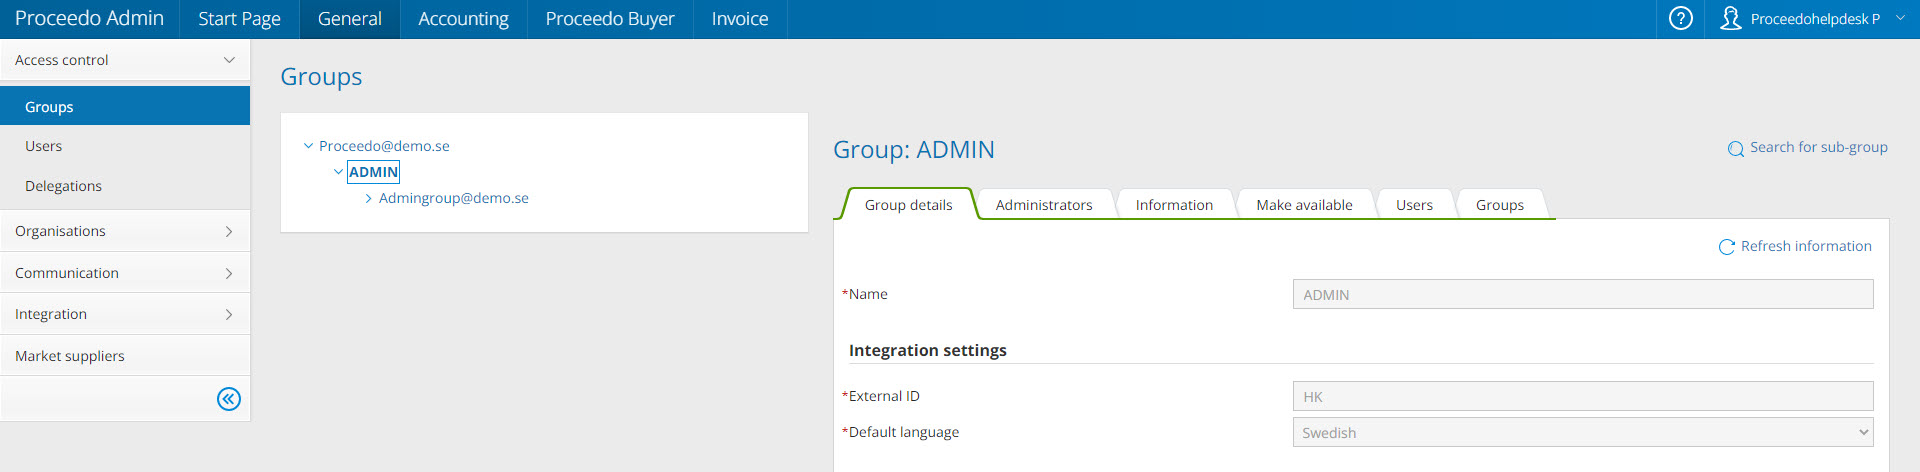 Proceedo Admin Start Page General Accounting Proceedo Buyer Invoice ? Proceedohelpdesk P
Access control
Groups
Users
Delegations
Organisations
Communication
Integration
Market suppliers
Groups
Proceedo@demo.se
ADMIN
Admingroup@demo.se
Group: ADMIN
Search for sub-group
Group details Administrators Information Make available Users Groups
Refresh information
*Name ADMIN
Integration settings
*External ID HK
*Default language Swedish